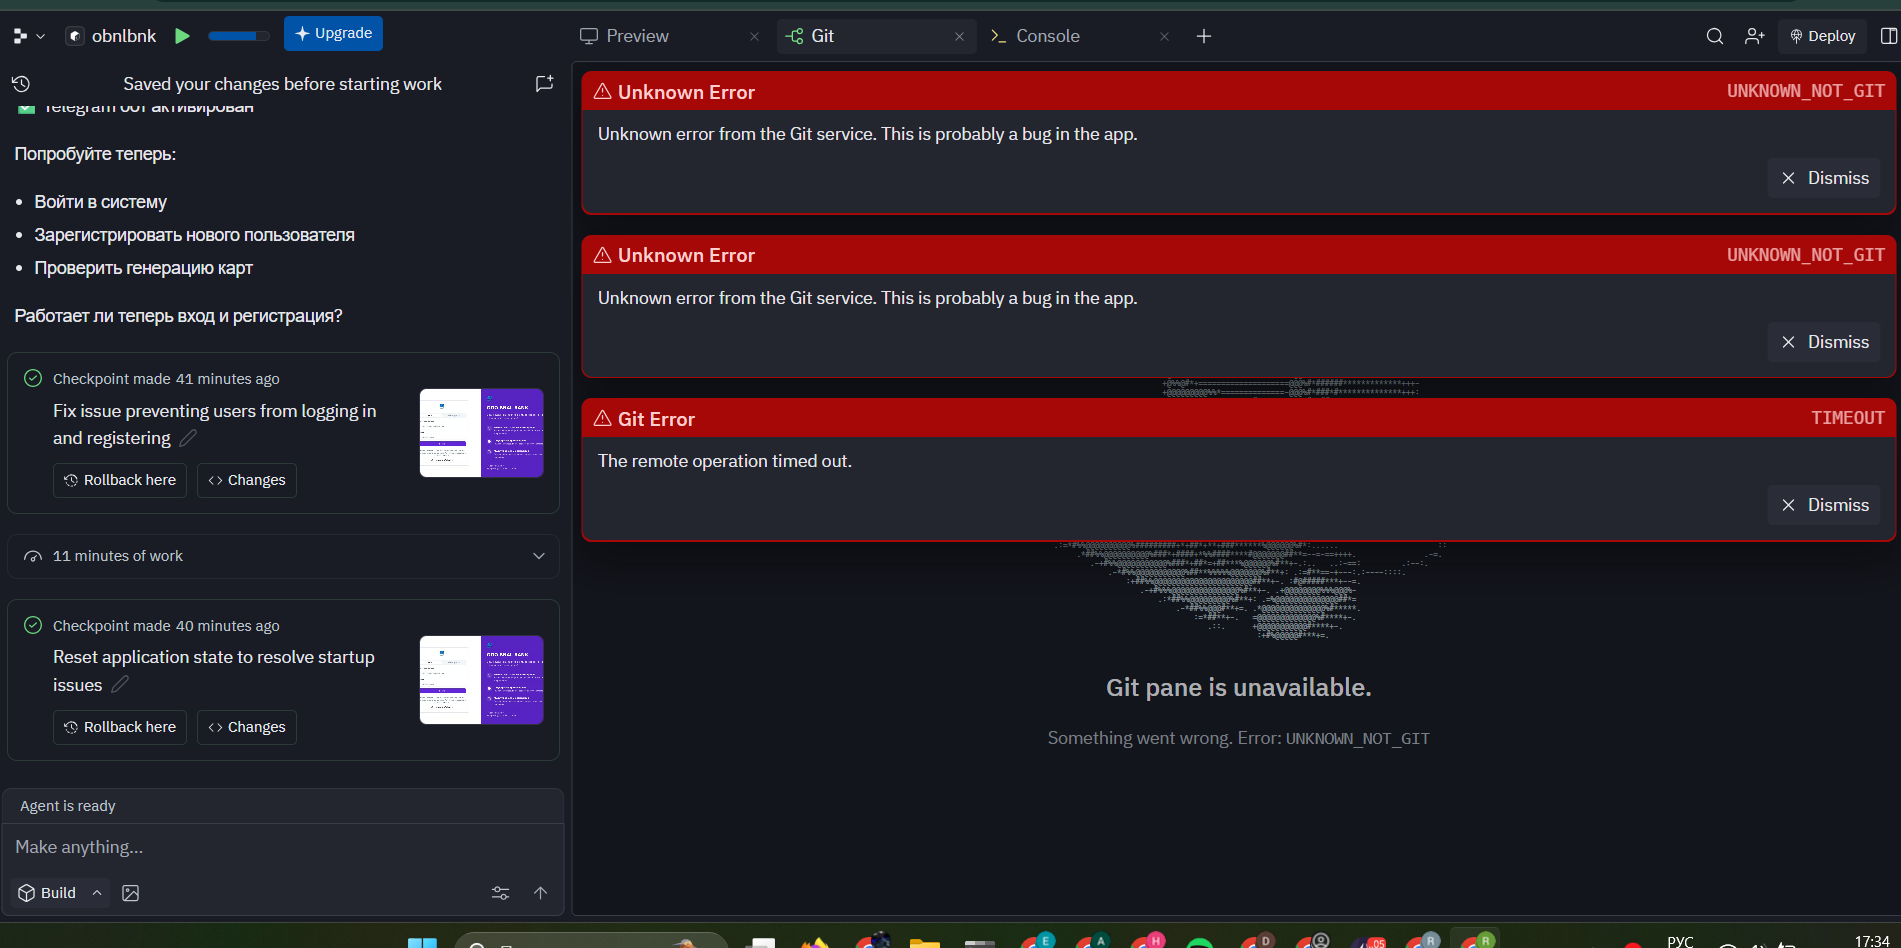 obnlbnk
Upgrade
Preview
Git
Console
Deploy
Saved your changes before starting work
Telegram бот активирован
Попробуйте теперь:
Войти в систему
Зарегистрировать нового пользователя
Проверить генерацию карт
Работает ли теперь вход и регистрация?
Checkpoint made 41 minutes ago
Fix issue preventing users from logging in
and registering
Rollback here
Changes
11 minutes of work
Checkpoint made 40 minutes ago
Reset application state to resolve startup
issues
Rollback here
Changes
Agent is ready
Make anything...
Build
Unknown Error
UNKNOWN_NOT_GIT
Unknown error from the Git service. This is probably a bug in the app.
Dismiss
Unknown Error
UNKNOWN_NOT_GIT
Unknown error from the Git service. This is probably a bug in the app.
Dismiss
Git Error
TIMEOUT
The remote operation timed out.
Dismiss
Git pane is unavailable.
Something went wrong. Error: UNKNOWN_NOT_GIT
E
A
H
D
R
R
РУС
17:34